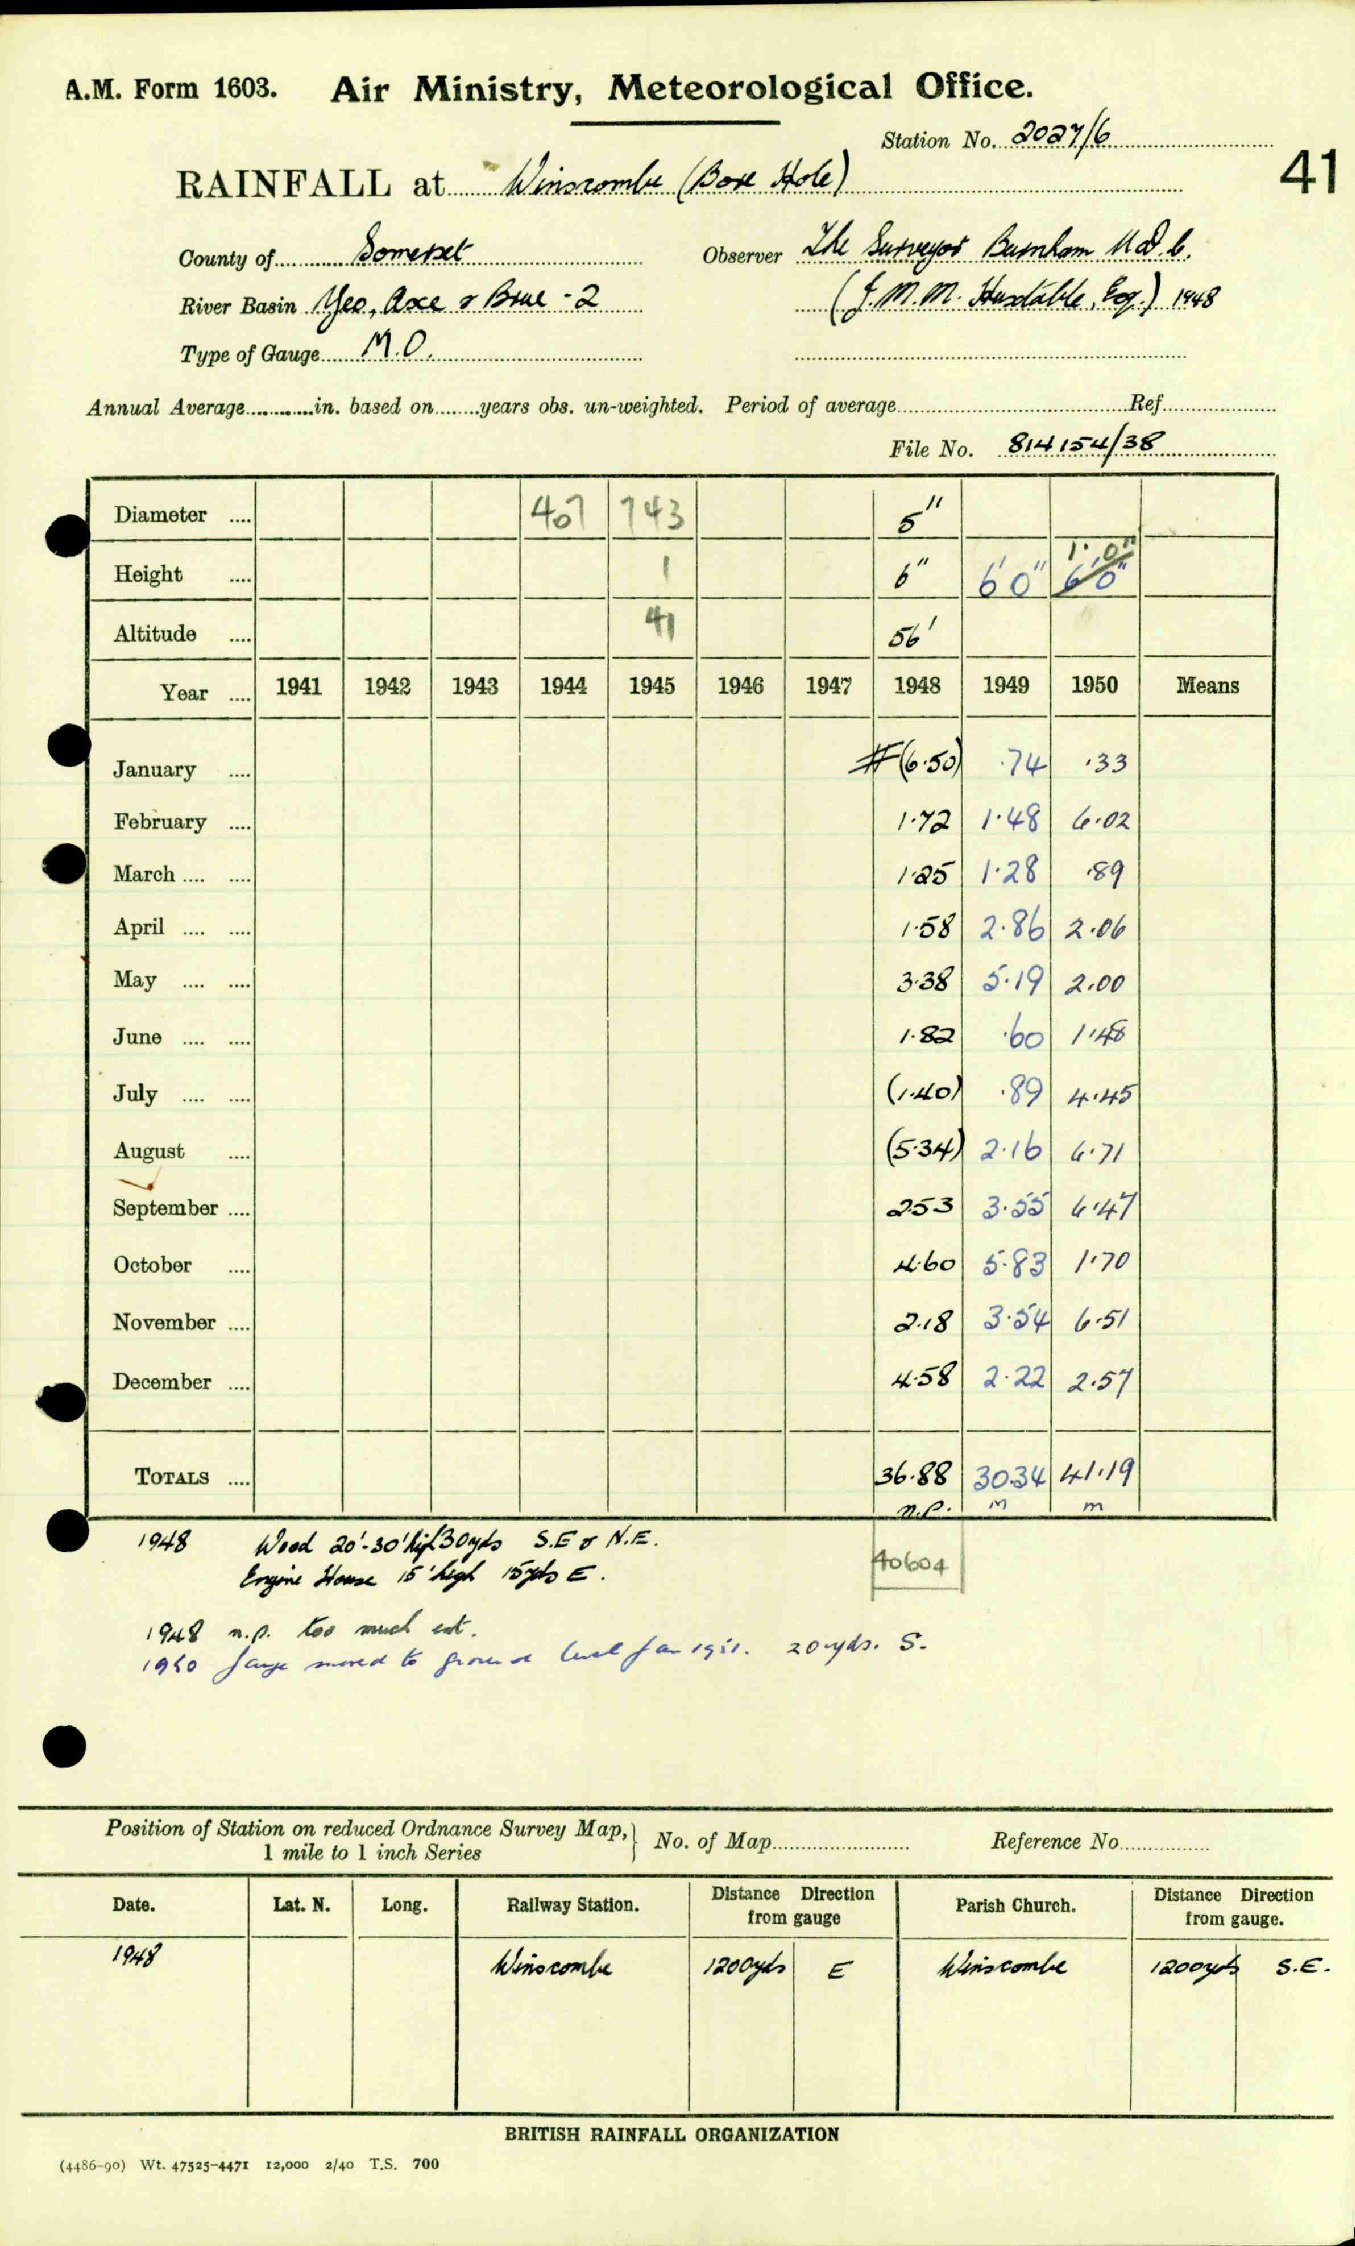 A.M. Form 1603. Air Ministry, Meteorological Office.
Station No. 2027/6
41
RAINFALL at Winscombe (Boxe Hole)
County of Somerset Observer The Surveyor Burnham U.D.C.
River Basin Yeo, Axe & Brue - 2 (J. M. M. Huxtable, Esq.) 1948
Type of Gauge M.O.
Annual Average in. based on years obs. un-weighted. Period of average Ref
File No. 814154/38
Diameter .... 407 743 5"
Height .... 1 6" 6'0" 6'0" 1'.0"
Altitude .... 41 56'
Year .... 1941 1942 1943 1944 1945 1946 1947 1948 1949 1950 Means
January .... (6.50) .74 .33
February .... 1.72 1.48 6.02
March .... .... 1.25 1.28 .89
April .... .... 1.58 2.86 2.06
May .... .... 3.38 5.19 2.00
June .... .... 1.82 .60 1.48
July .... .... (1.40) .89 4.45
August .... (5.34) 2.16 6.71
September .... 2.53 3.55 6.47
October .... 4.60 5.83 1.70
November .... 2.18 3.54 6.51
December .... 4.58 2.22 2.57
TOTALS .... 36.88 30.34 41.19
n.p. m m
1948 Wood 20'-30' high 30yds S.E & N.E.
Engine House 15' high 15yds E.
40604
1948 n.p. too much est.
1950 Gauge moved to ground level Jan 1951. 20 yds. S.
Position of Station on reduced Ordnance Survey Map,
1 mile to 1 inch Series
No. of Map Reference No
Date. Lat. N. Long. Railway Station. Distance Direction from gauge Parish Church. Distance Direction from gauge.
1948 Winscombe 1200yds E Winscombe 1200yds S.E.
BRITISH RAINFALL ORGANIZATION
(4486-90) Wt. 47525-4471 12,000 2/40 T.S. 700